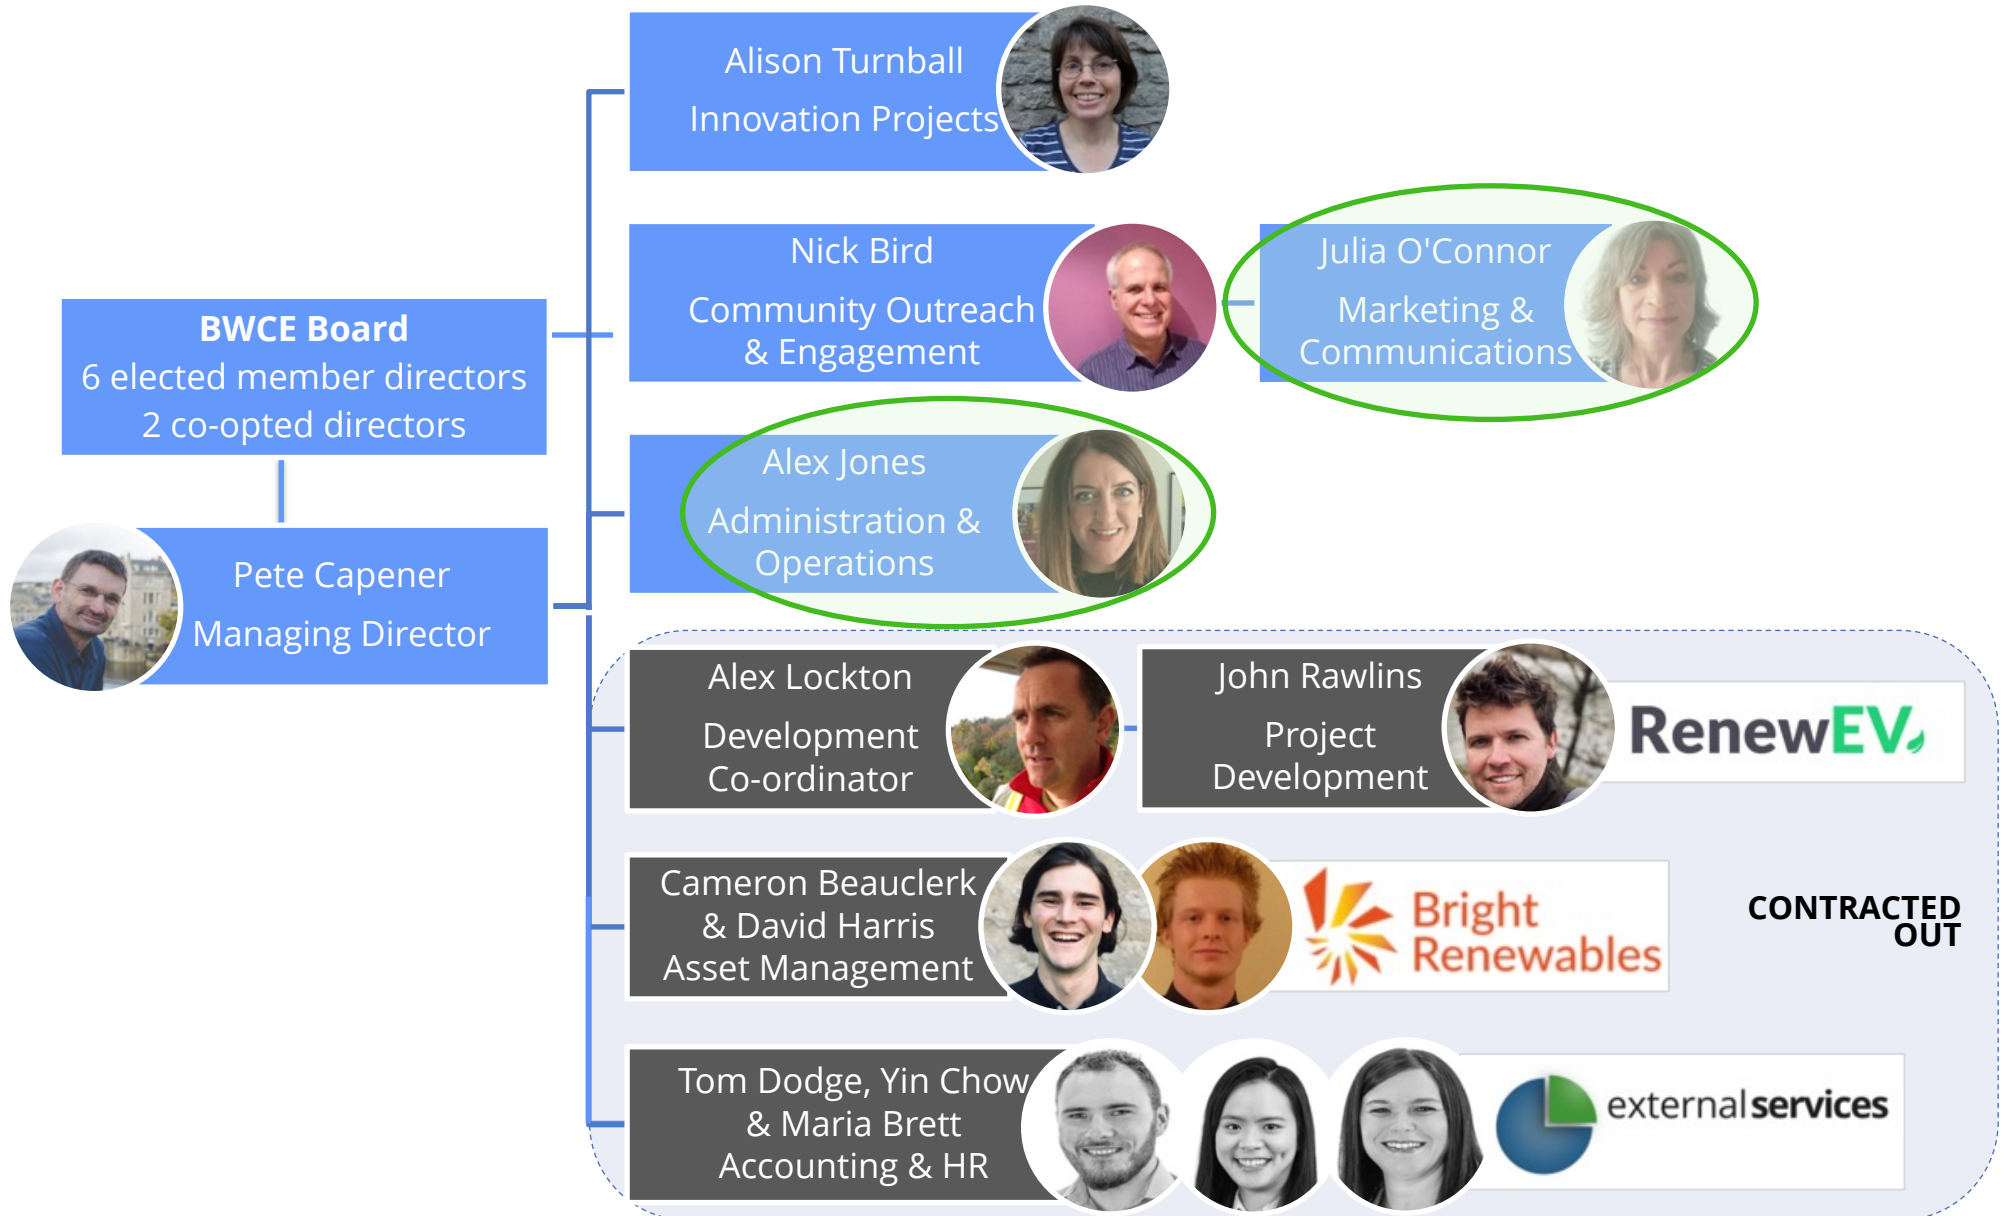 Alison Turnball
Innovation Projects
Nick Bird
Community Outreach
& Engagement
Julia O'Connor
Marketing &
Communications
BWCE Board
6 elected member directors
2 co-opted directors
Alex Jones
Administration &
Operations
Pete Capener
Managing Director
Alex Lockton
Development
Co-ordinator
John Rawlins
Project
Development
RenewEV
Cameron Beauclerk
& David Harris
Asset Management
Bright
Renewables
CONTRACTED
OUT
Tom Dodge, Yin Chow
& Maria Brett
Accounting & HR
externalservices